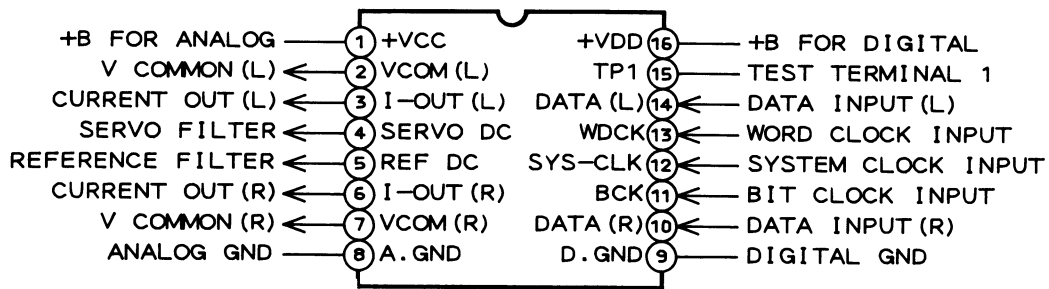 +B FOR ANALOG 1 +VCC +VDD 16 +B FOR DIGITAL
V COMMON (L) 2 VCOM (L) TP1 15 TEST TERMINAL 1
CURRENT OUT (L) 3 I-OUT (L) DATA (L) 14 DATA INPUT (L)
SERVO FILTER 4 SERVO DC WDCK 13 WORD CLOCK INPUT
REFERENCE FILTER 5 REF DC SYS-CLK 12 SYSTEM CLOCK INPUT
CURRENT OUT (R) 6 I-OUT (R) BCK 11 BIT CLOCK INPUT
V COMMON (R) 7 VCOM (R) DATA (R) 10 DATA INPUT (R)
ANALOG GND 8 A.GND D.GND 9 DIGITAL GND